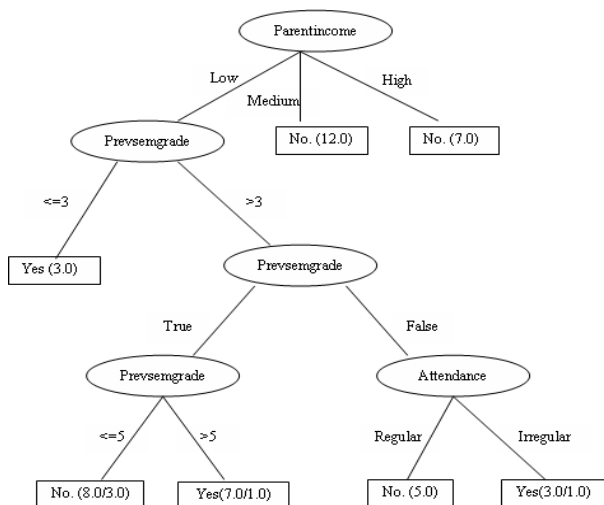 Parentincome
Low
Medium
High
Prevsemgrade
No. (12.0)
No. (7.0)
<=3
>3
Yes (3.0)
Prevsemgrade
True
False
Prevsemgrade
Attendance
<=5
>5
Regular
Irregular
No. (8.0/3.0)
Yes(7.0/1.0)
No. (5.0)
Yes(3.0/1.0)